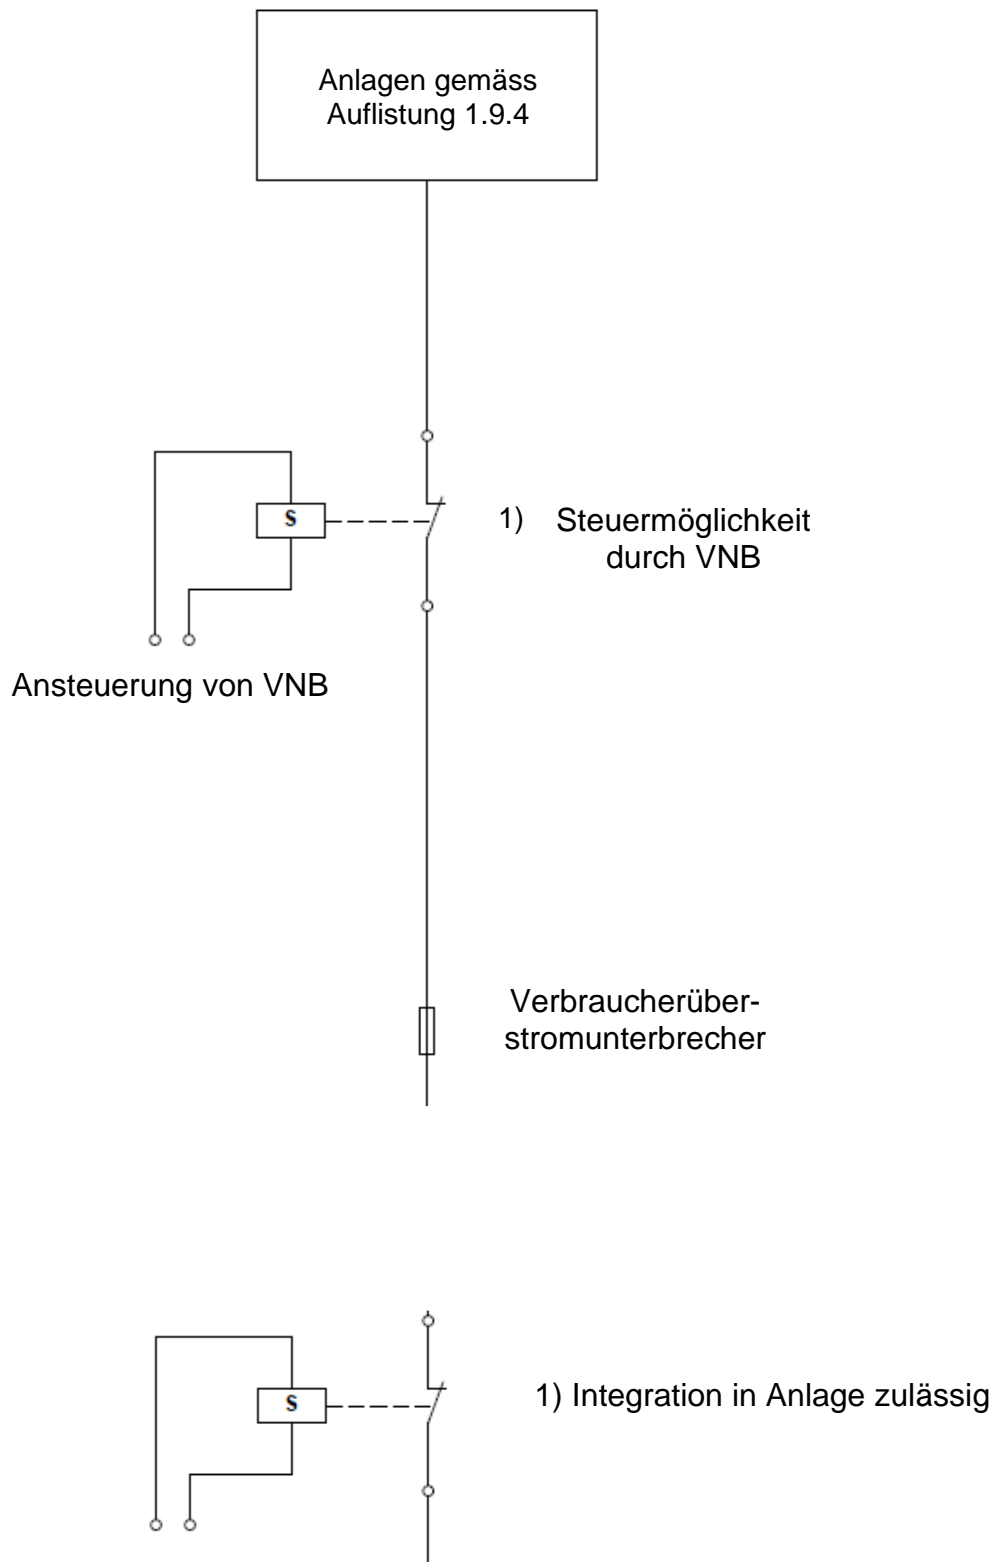 Anlagen gemäss
Auflistung 1.9.4
S
1) Steuermöglichkeit
durch VNB
Ansteuerung von VNB
Verbraucherüber-
stromunterbrecher
S
1) Integration in Anlage zulässig